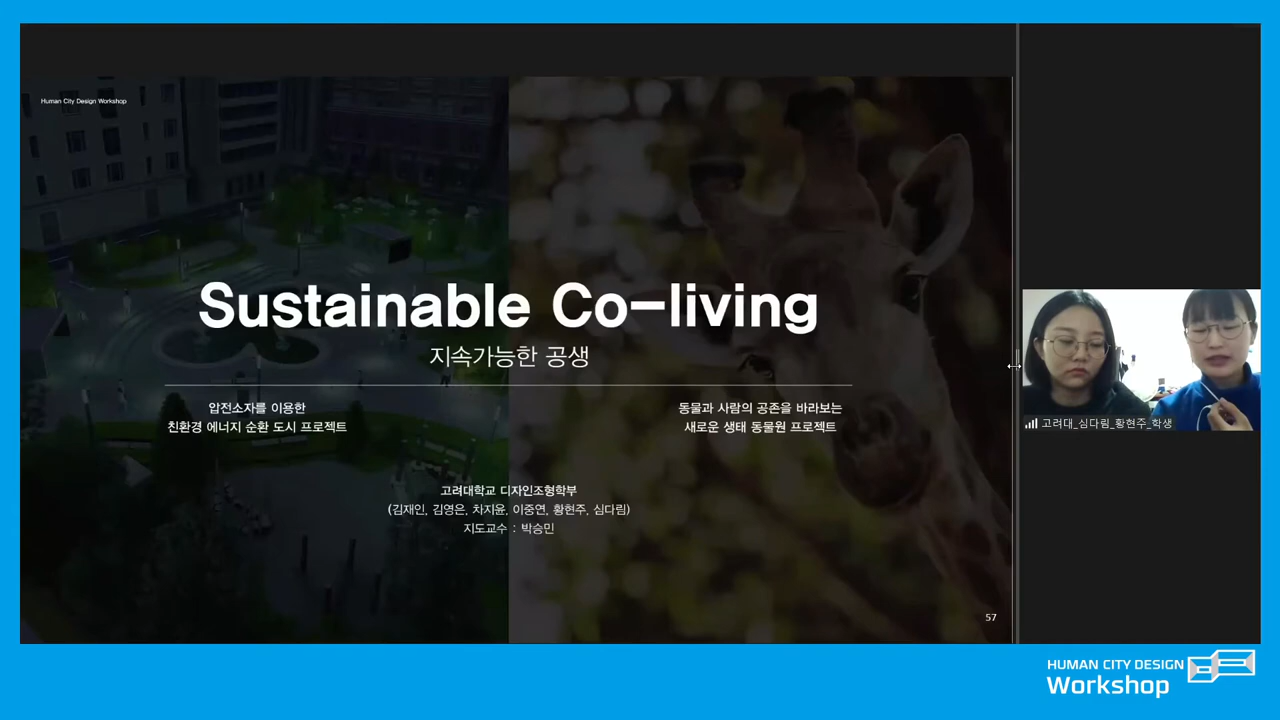 Human City Design Workshop
Sustainable Co-living
지속가능한 공생
압전소자를 이용한
친환경 에너지 순환 도시 프로젝트
동물과 사람의 공존을 바라보는
새로운 생태 동물원 프로젝트
고려대학교 디자인조형학부
(김재인, 김영은, 차지윤, 이중연, 황현주, 심다림)
지도교수 : 박승민
57
고려대_심다림_황현주_학생
HUMAN CITY DESIGN
Workshop